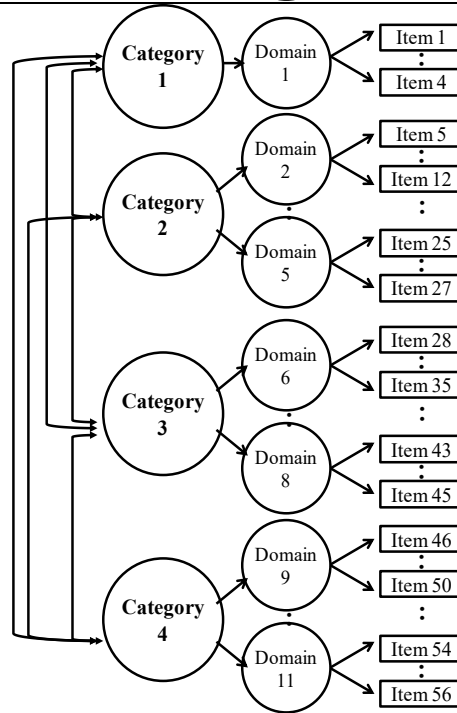 Category
1
Domain
1
Item 1
Item 4
Category
2
Domain
2
Item 5
Item 12
Domain
5
Item 25
Item 27
Category
3
Domain
6
Item 28
Item 35
Domain
8
Item 43
Item 45
Category
4
Domain
9
Item 46
Item 50
Domain
11
Item 54
Item 56